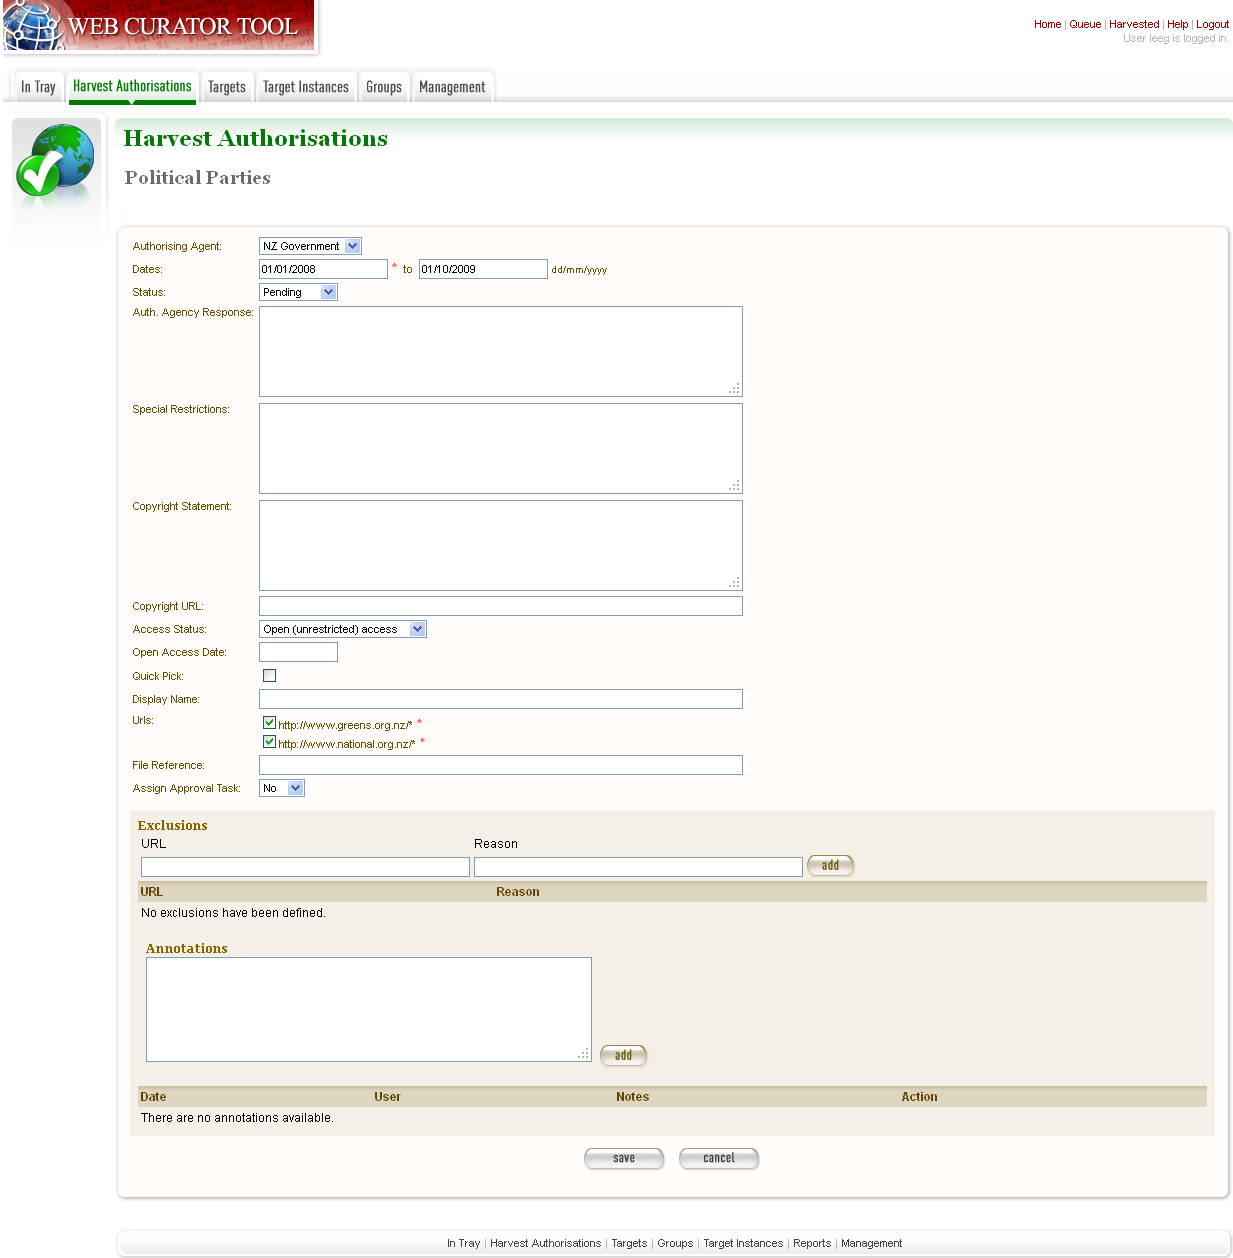 WEB CURATOR TOOL
Home | Queue | Harvested | Help | Logout
User leeg is logged in.
In Tray Harvest Authorisations Targets Target Instances Groups Management
Harvest Authorisations
Political Parties
Authorising Agent: NZ Government
Dates: 01/01/2008 * to 01/10/2009 dd/mm/yyyy
Status: Pending
Auth. Agency Response:
Special Restrictions:
Copyright Statement:
Copyright URL:
Access Status: Open (unrestricted) access
Open Access Date:
Quick Pick:
Display Name:
Urls: http://www.greens.org.nz/* *
http://www.national.org.nz/* *
File Reference:
Assign Approval Task: No
Exclusions
URL Reason
add
URL Reason
No exclusions have been defined.
Annotations
add
Date User Notes Action
There are no annotations available.
save cancel
In Tray | Harvest Authorisations | Targets | Groups | Target Instances | Reports | Management